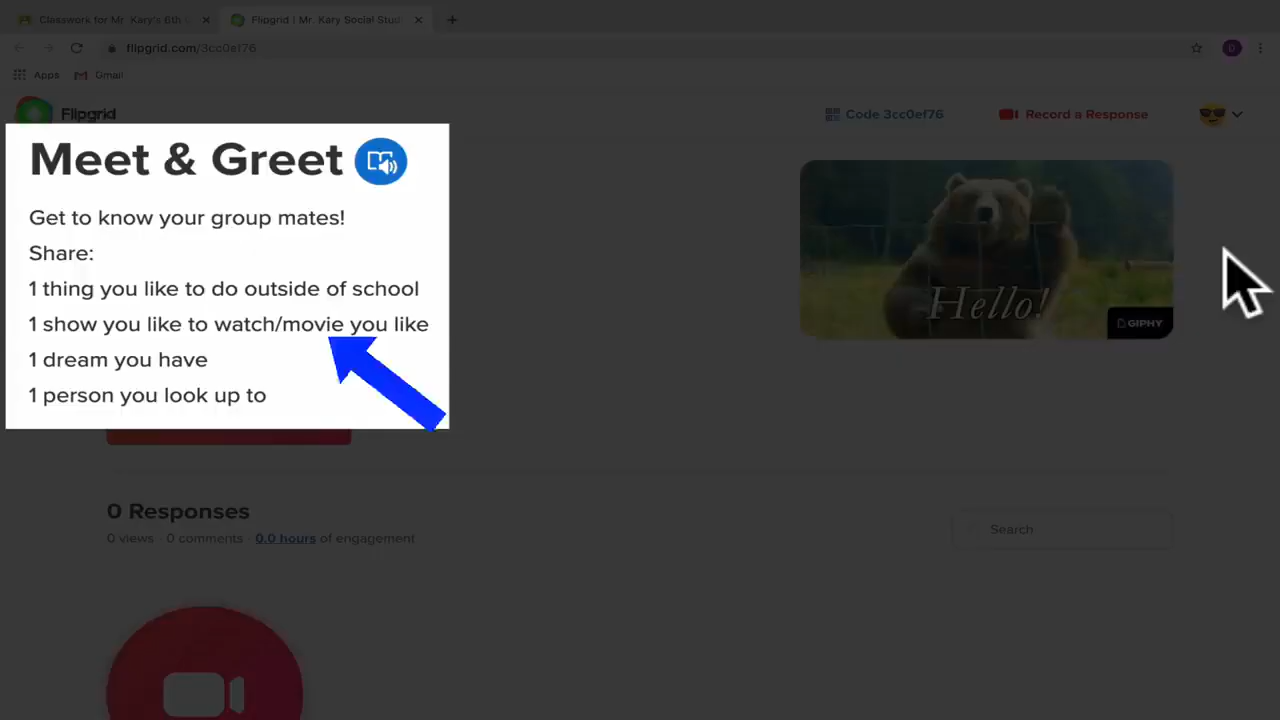 Classwork for Mr. Kary's 6th
Flipgrid | Mr. Kary Social Stud
flipgrid.com/3cc0ef76
Apps
Gmail
D
Flipgrid
Code 3cc0ef76
Record a Response
Meet & Greet
Get to know your group mates!
Share:
1 thing you like to do outside of school
1 show you like to watch/movie you like
1 dream you have
1 person you look up to
Hello!
GIPHY
0 Responses
0 views · 0 comments · 0.0 hours of engagement
Search